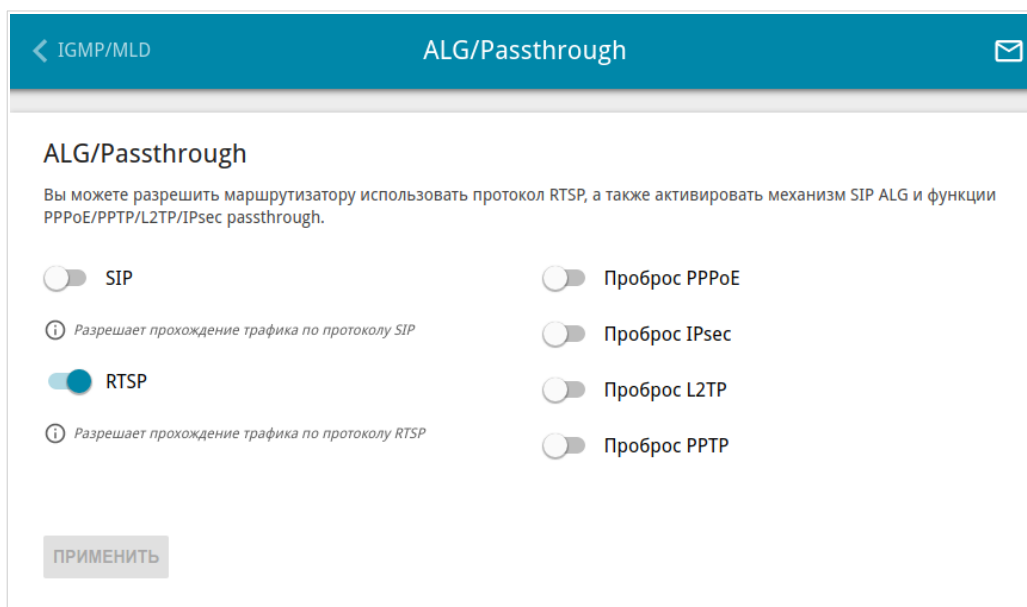 IGMP/MLD
ALG/Passthrough
ALG/Passthrough
Вы можете разрешить маршрутизатору использовать протокол RTSP, а также активировать механизм SIP ALG и функции
PPPoE/PPTP/L2TP/IPsec passthrough.
SIP
Разрешает прохождение трафика по протоколу SIP
RTSP
Разрешает прохождение трафика по протоколу RTSP
Проброс PPPoE
Проброс IPsec
Проброс L2TP
Проброс PPTP
ПРИМЕНИТЬ